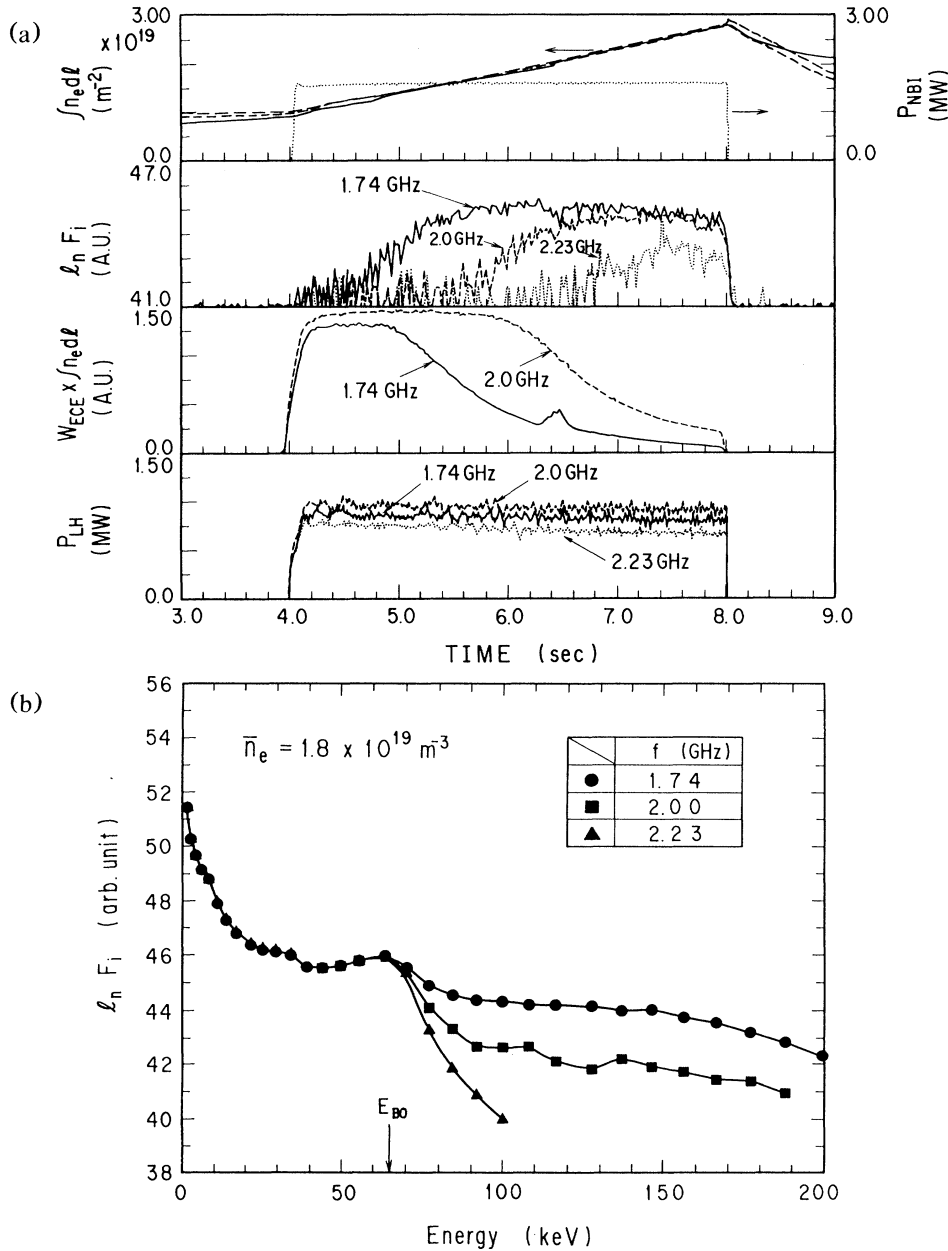 (a)
3.00
×10¹⁹
∫nₑdℓ
(m⁻²)
0.0
3.00
P_NBI
(MW)
0.0
47.0
ℓn Fᵢ
(A.U.)
41.0
1.74 GHz
2.0 GHz
2.23 GHz
1.50
W_ECE × ∫nₑdℓ
(A.U.)
0.0
1.74 GHz
2.0 GHz
1.50
P_LH
(MW)
0.0
1.74 GHz
2.0 GHz
2.23 GHz
3.0 4.0 5.0 6.0 7.0 8.0 9.0
TIME (sec)
(b)
56
54
52
50
48
46
44
42
40
38
ℓn Fᵢ (arb. unit)
n̄ₑ = 1.8 x 10¹⁹ m⁻³
f (GHz)
● 1.74
■ 2.00
▲ 2.23
E_B0
0 50 100 150 200
Energy (keV)